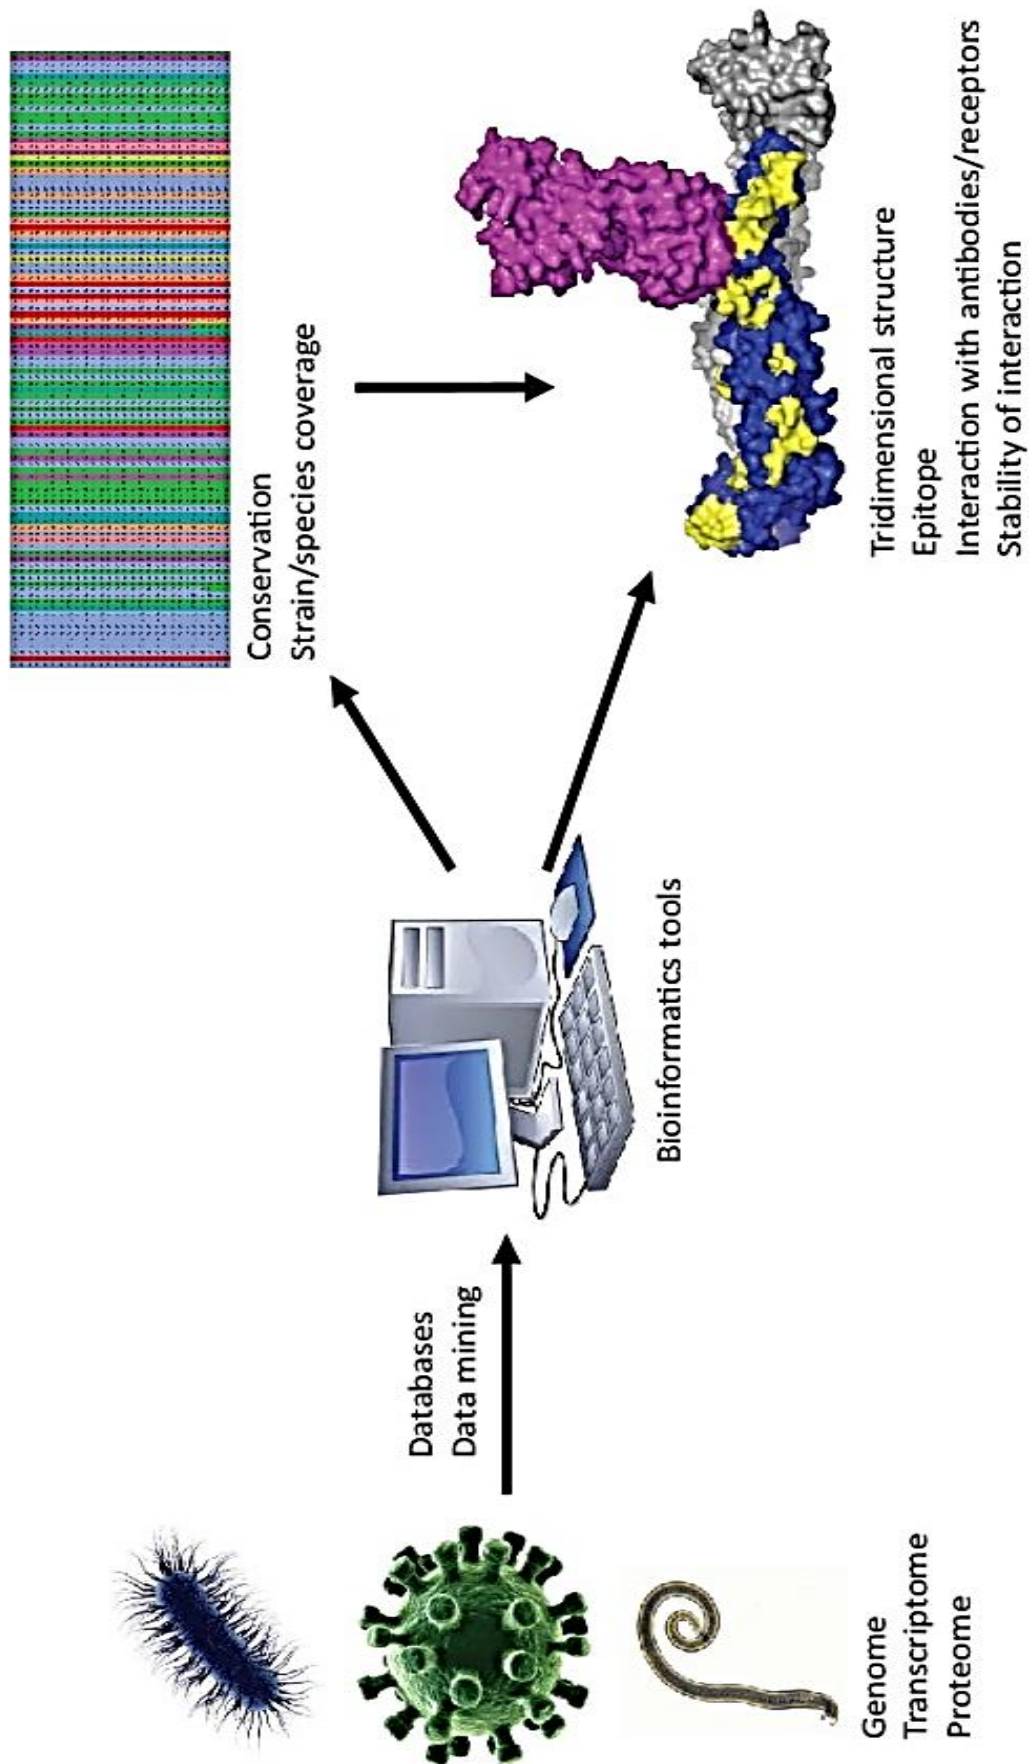 Genome
Transcriptome
Proteome
Databases
Data mining
Bioinformatics tools
Conservation
Strain/species coverage
Tridimensional structure
Epitope
Interaction with antibodies/receptors
Stability of interaction